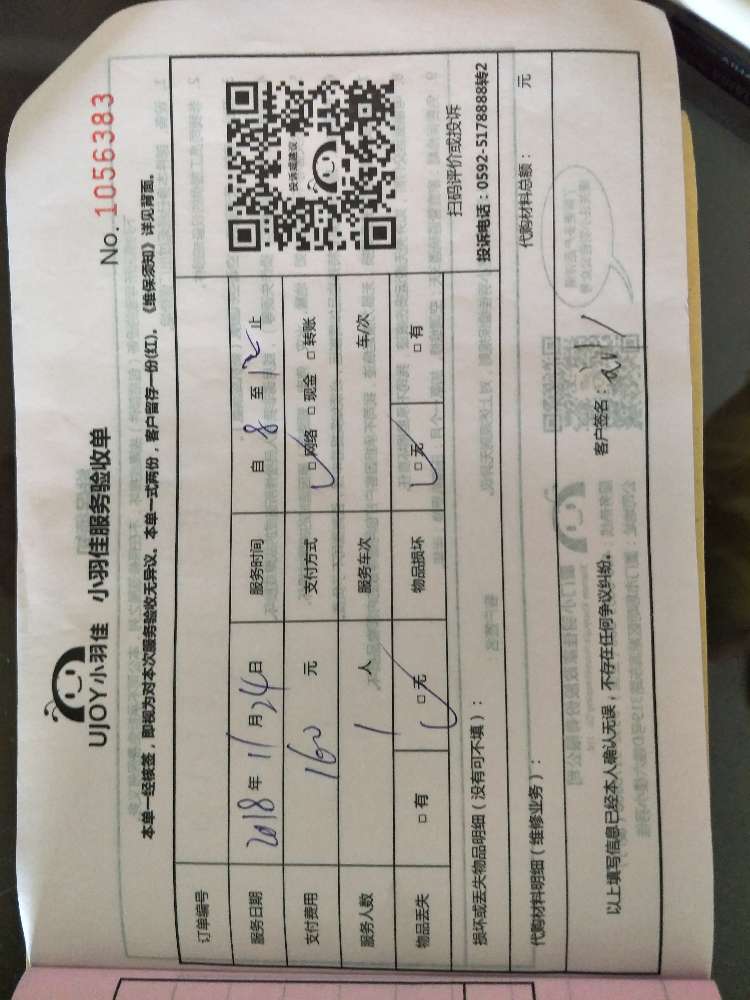 UJOY小羽佳 小羽佳服务验收单
No. 1056383
本单一经核签，即视为对本次服务验收无异议。本单一式两份，客户留存一份(红)。《维保须知》详见背面。
订单编号
服务日期 2018 年 11 月 24 日 服务时间 自 8 至 12 止
支付费用 160 元 支付方式 □ 网络 □ 现金 □ 转账
服务人数 1 人 服务车次 车/次
物品丢失 □ 有 □ 无 物品损坏 □ 无 □ 有
投诉或建议
扫码评价或投诉
投诉电话：0592-5178888转2
损坏或丢失物品明细（没有可不填）：
代购材料明细（维修业务）： 代购材料总额： 元
以上填写信息已经本人确认无误，不存在任何争议纠纷。 客户签名：